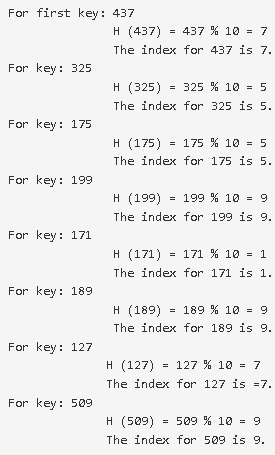 For first key: 437
H (437) = 437 % 10 = 7
The index for 437 is 7.
For key: 325
H (325) = 325 % 10 = 5
The index for 325 is 5.
For key: 175
H (175) = 175 % 10 = 5
The index for 175 is 5.
For key: 199
H (199) = 199 % 10 = 9
The index for 199 is 9.
For key: 171
H (171) = 171 % 10 = 1
The index for 171 is 1.
For key: 189
H (189) = 189 % 10 = 9
The index for 189 is 9.
For key: 127
H (127) = 127 % 10 = 7
The index for 127 is =7.
For key: 509
H (509) = 509 % 10 = 9
The index for 509 is 9.